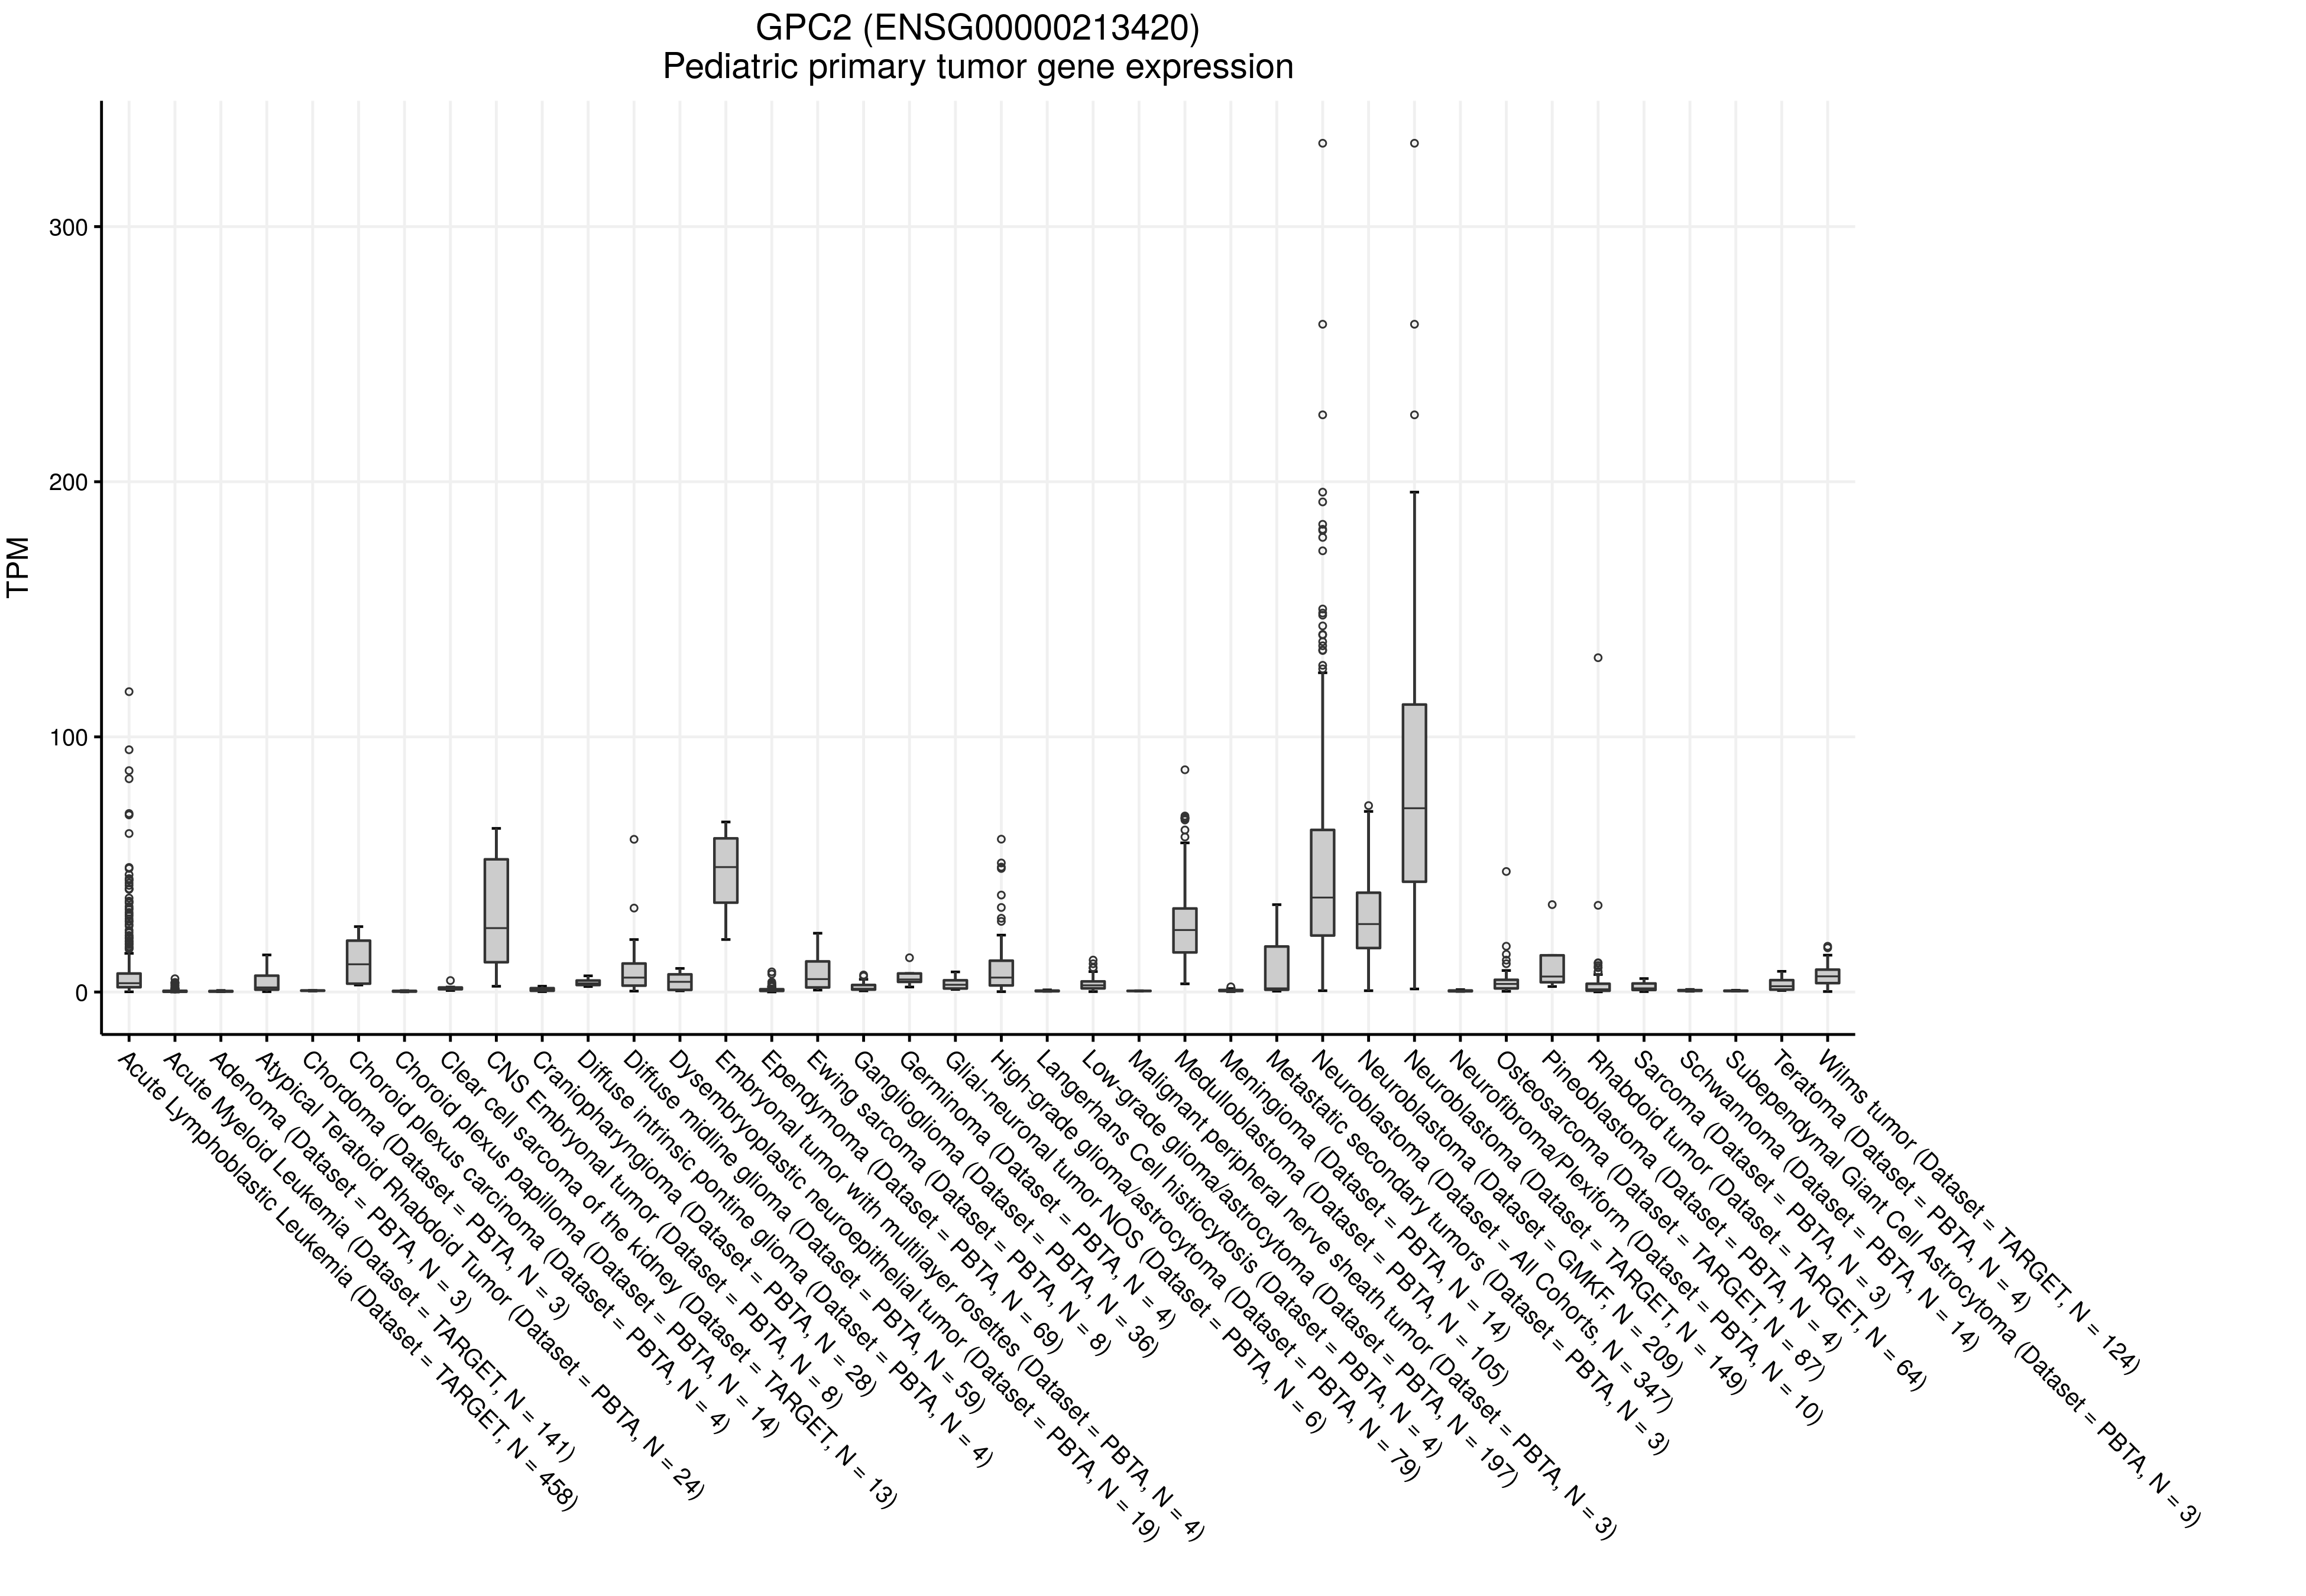 GPC2 (ENSG00000213420)
Pediatric primary tumor gene expression
TPM
300
200
100
0
Acute Lymphoblastic Leukemia (Dataset = TARGET, N = 458)
Acute Myeloid Leukemia (Dataset = TARGET, N = 141)
Adenoma (Dataset = PBTA, N = 3)
Atypical Teratoid Rhabdoid Tumor (Dataset = PBTA, N = 24)
Chordoma (Dataset = PBTA, N = 3)
Choroid plexus carcinoma (Dataset = PBTA, N = 4)
Choroid plexus papilloma (Dataset = PBTA, N = 14)
Clear cell sarcoma of the kidney (Dataset = TARGET, N = 13)
CNS Embryonal tumor (Dataset = PBTA, N = 8)
Craniopharyngioma (Dataset = PBTA, N = 28)
Diffuse intrinsic pontine glioma (Dataset = PBTA, N = 4)
Diffuse midline glioma (Dataset = PBTA, N = 59)
Dysembryoplastic neuroepithelial tumor (Dataset = PBTA, N = 19)
Embryonal tumor with multilayer rosettes (Dataset = PBTA, N = 4)
Ependymoma (Dataset = PBTA, N = 69)
Ewing sarcoma (Dataset = PBTA, N = 8)
Ganglioglioma (Dataset = PBTA, N = 36)
Germinoma (Dataset = PBTA, N = 4)
Glial-neuronal tumor NOS (Dataset = PBTA, N = 6)
High-grade glioma/astrocytoma (Dataset = PBTA, N = 79)
Langerhans Cell histiocytosis (Dataset = PBTA, N = 4)
Low-grade glioma/astrocytoma (Dataset = PBTA, N = 197)
Malignant peripheral nerve sheath tumor (Dataset = PBTA, N = 3)
Medulloblastoma (Dataset = PBTA, N = 105)
Meningioma (Dataset = PBTA, N = 14)
Metastatic secondary tumors (Dataset = PBTA, N = 3)
Neuroblastoma (Dataset = All Cohorts, N = 347)
Neuroblastoma (Dataset = GMKF, N = 209)
Neuroblastoma (Dataset = TARGET, N = 149)
Neurofibroma/Plexiform (Dataset = PBTA, N = 10)
Osteosarcoma (Dataset = TARGET, N = 87)
Pineoblastoma (Dataset = PBTA, N = 4)
Rhabdoid tumor (Dataset = TARGET, N = 64)
Sarcoma (Dataset = PBTA, N = 3)
Schwannoma (Dataset = PBTA, N = 14)
Subependymal Giant Cell Astrocytoma (Dataset = PBTA, N = 3)
Teratoma (Dataset = PBTA, N = 4)
Wilms tumor (Dataset = TARGET, N = 124)